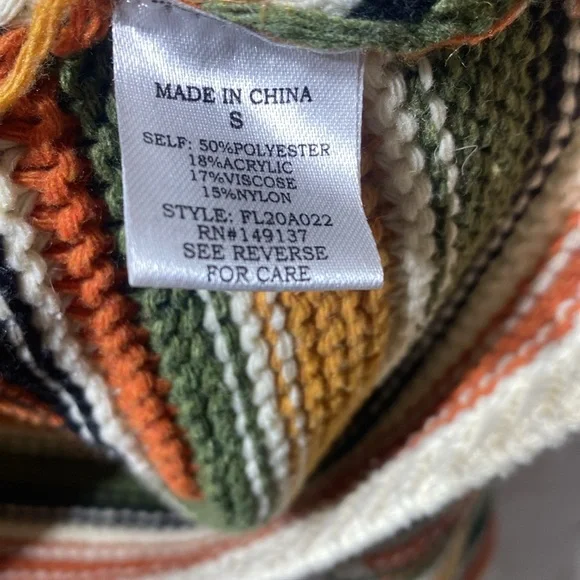 MADE IN CHINA
S
SELF: 50%POLYESTER
18%ACRYLIC
17%VISCOSE
15%NYLON
STYLE: FL20A022
RN#149137
SEE REVERSE
FOR CARE